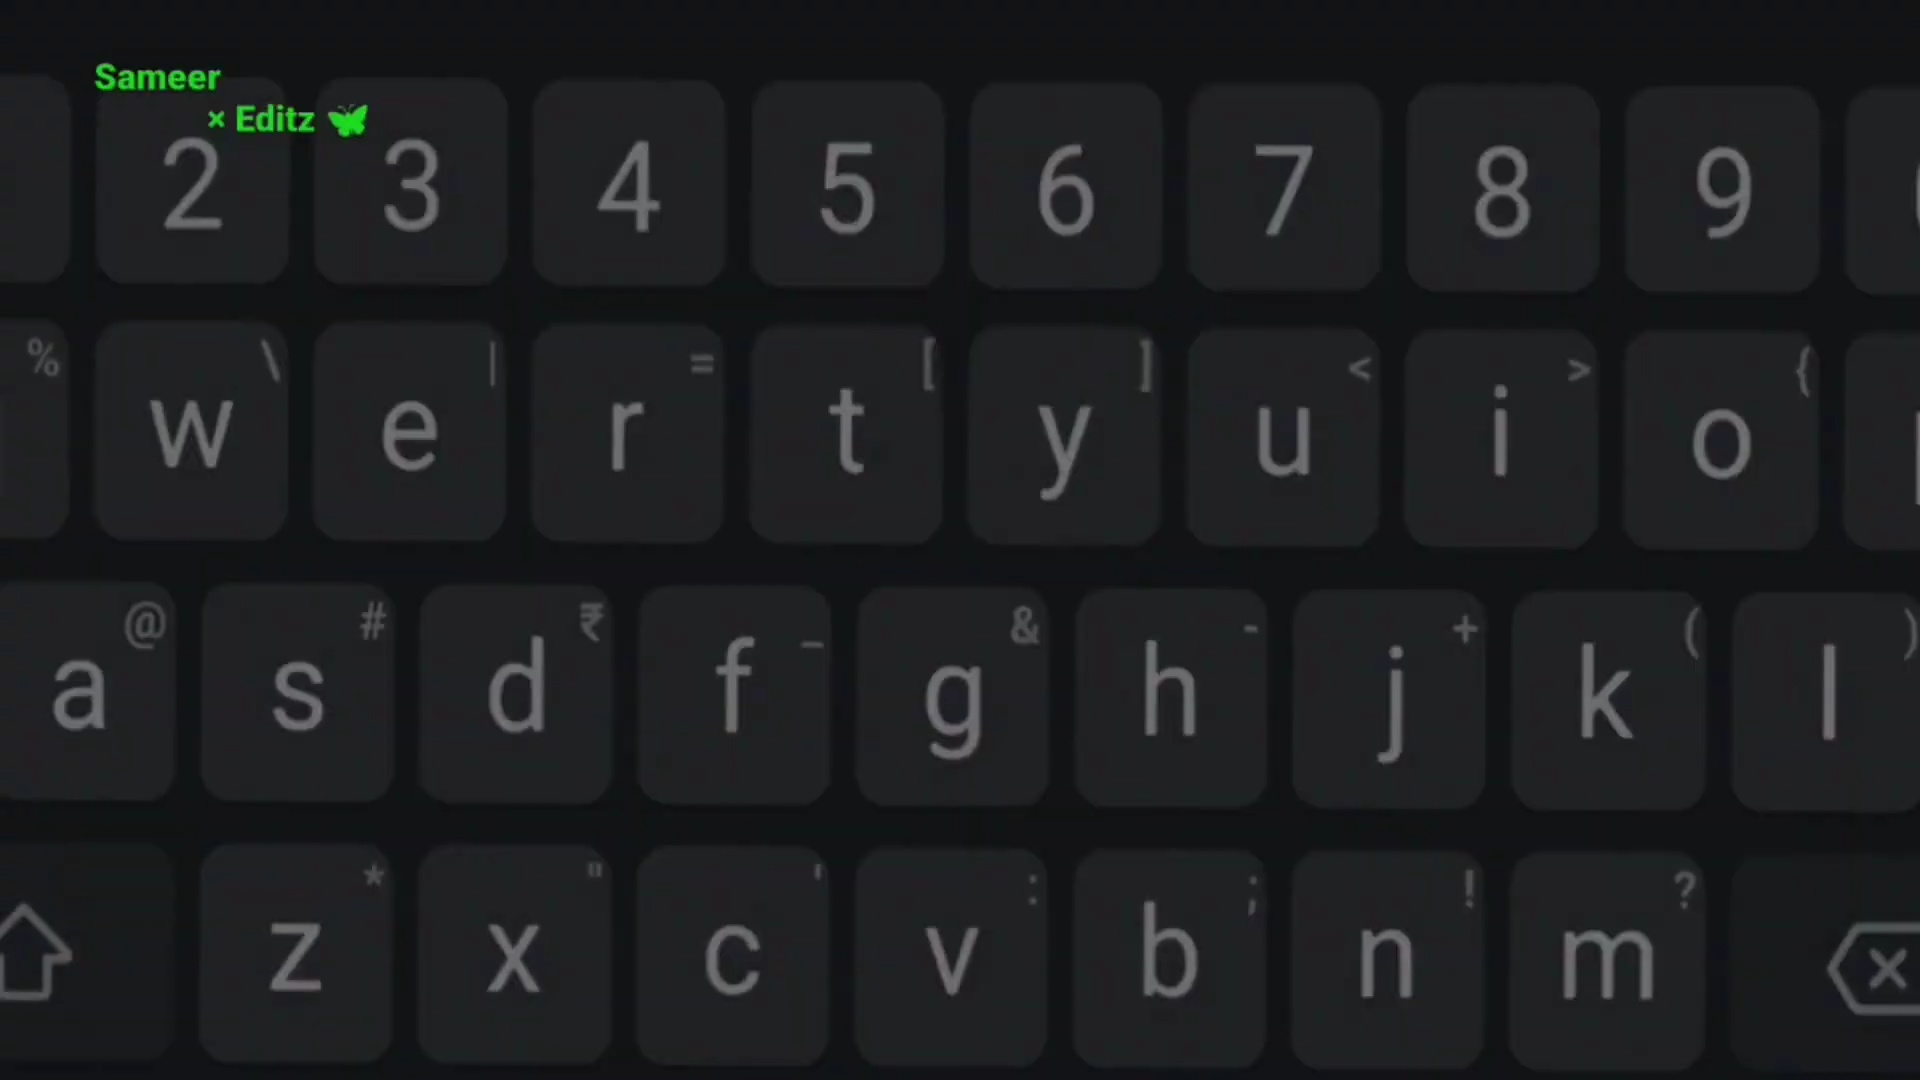 Sameer
× Editz 🦋
2 3 4 5 6 7 8 9
% \ | = [ ] < > {
w e r t y u i o
@ # ₹ _ & - + ( )
a s d f g h j k l
* " ' : ; ! ?
z x c v b n m